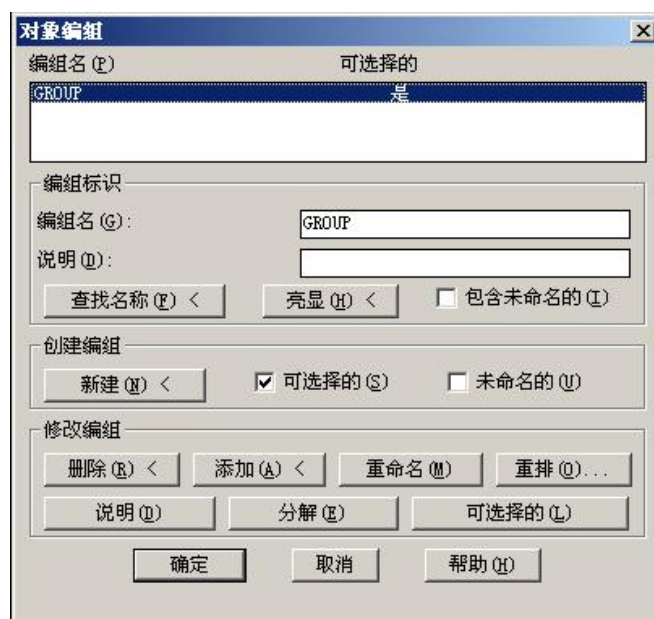 对象编组
编组名(P) 可选择的
GROUP 是
编组标识
编组名(G): GROUP
说明(D):
查找名称(F) < 亮显(H) < 包含未命名的(I)
创建编组
新建(N) < 可选择的(S) 未命名的(U)
修改编组
删除(R) < 添加(A) < 重命名(M) 重排(O)...
说明(D) 分解(E) 可选择的(L)
确定 取消 帮助(H)